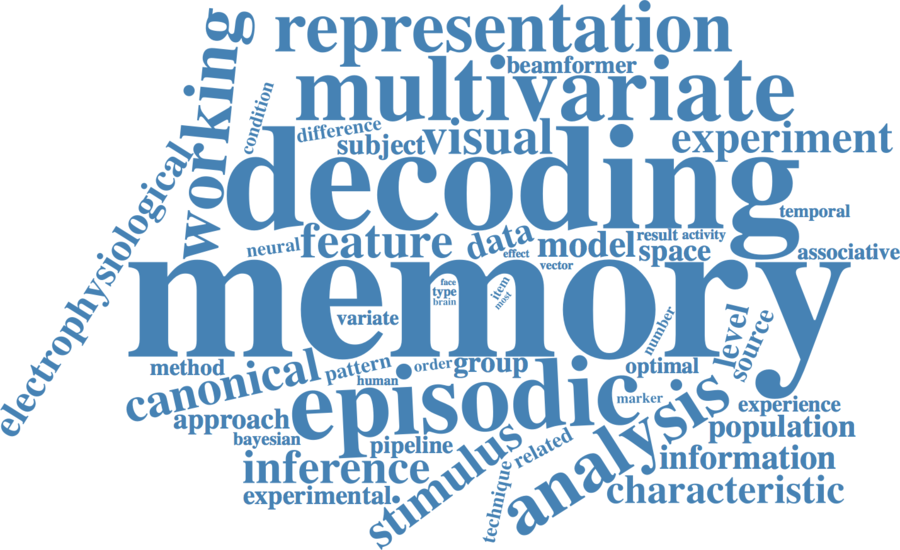 representation
beamformer
multivariate
working
condition
difference
subject
visual
experiment
decoding
electrophysiological
temporal
neural
feature
data
effect
model
result
activity
space
associative
vector
memory
face
type
brain
item
most
variate
number
level
source
method
canonical
pattern
human
order
group
optimal
episodic
marker
experience
approach
bayesian
pipeline
population
stimulus
related
analysis
inference
information
experimental
technique
characteristic